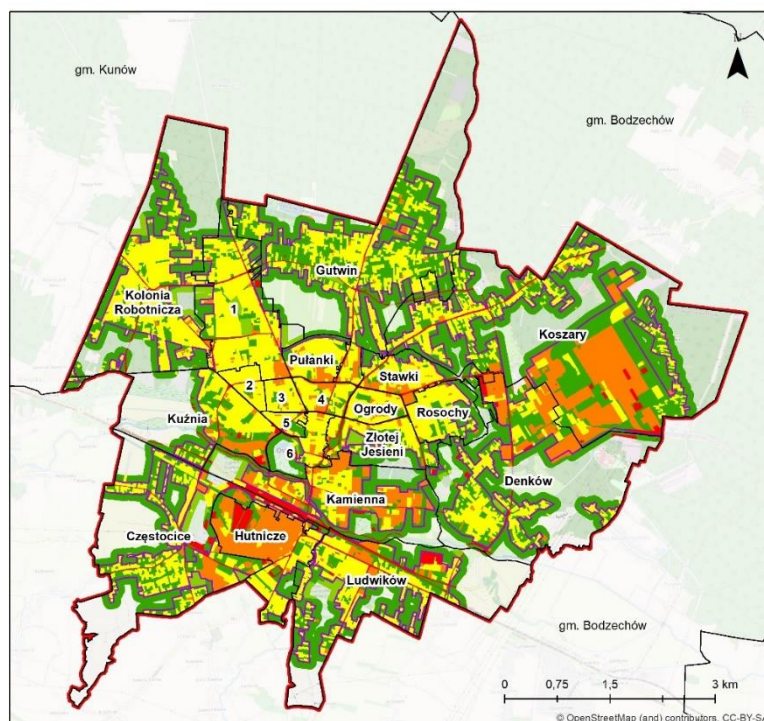 gm. Kunów
gm. Bodzechów
Gutwin
Kolonia
Robotnicza
1
Koszary
Pułanki
Stawki
2
3
4
Ogrody
Rosochy
Kuźnia
5
Złotej
Jesieni
6
Denków
Kamienna
Częstocice
Hutnicze
Ludwików
gm. Bodzechów
0 0,75 1,5 3 km
© OpenStreetMap (and) contributors, CC-BY-SA